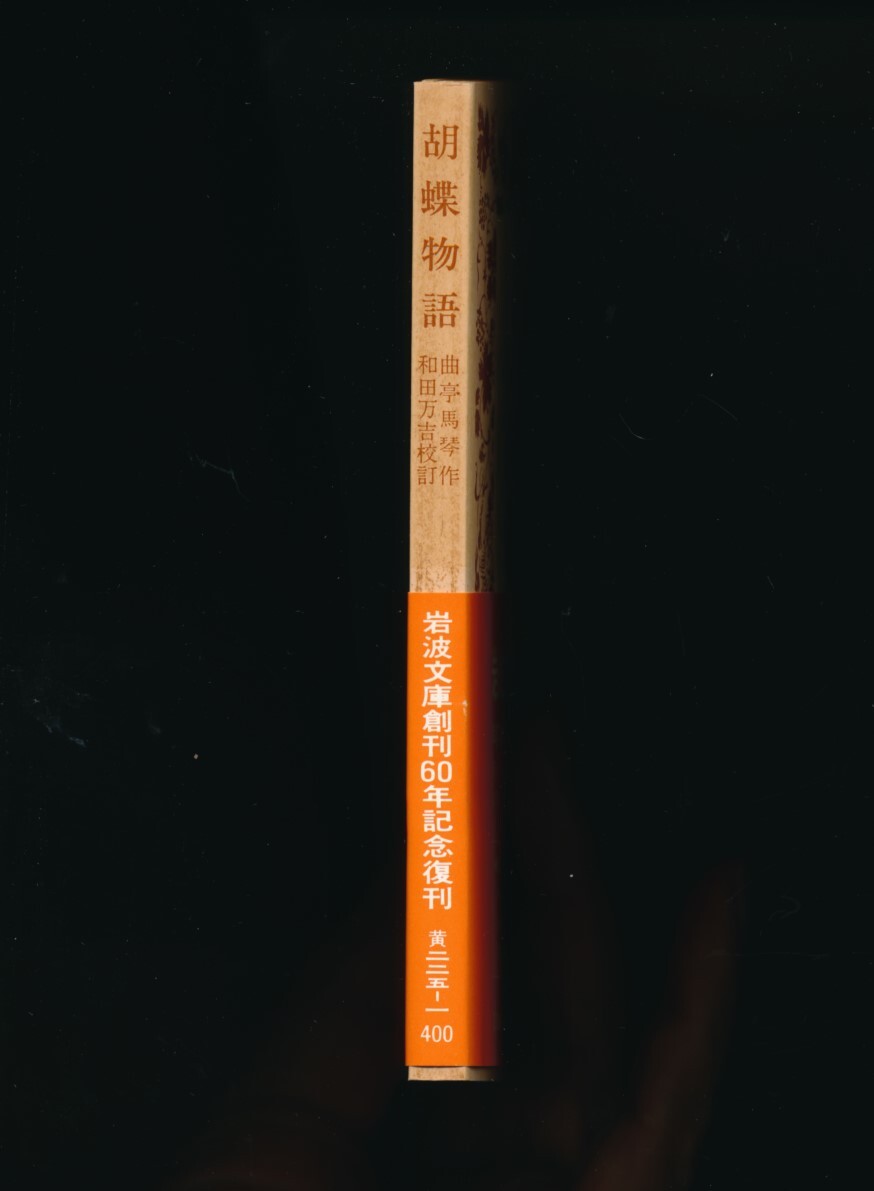 胡蝶物語
曲亭馬琴作
和田万吉校訂
岩波文庫創刊60年記念復刊
黄二二五-一
400